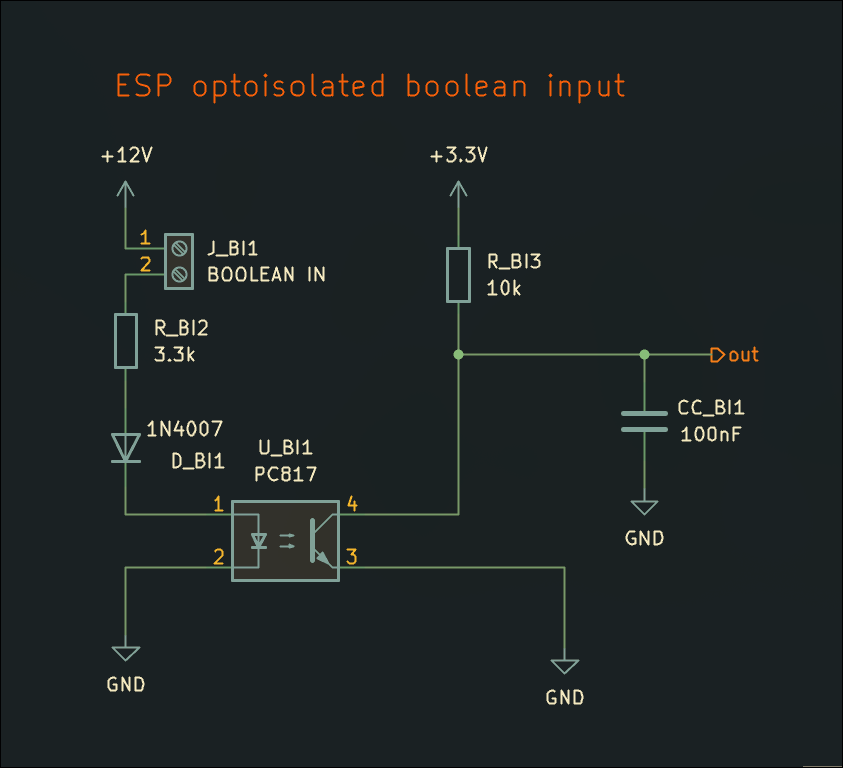 ESP optoisolated boolean input
+12V
+3.3V
1
J_BI1
2
BOOLEAN IN
R_BI3
10k
R_BI2
3.3k
out
CC_BI1
100nF
1N4007
D_BI1
U_BI1
PC817
1
4
2
3
GND
GND
GND